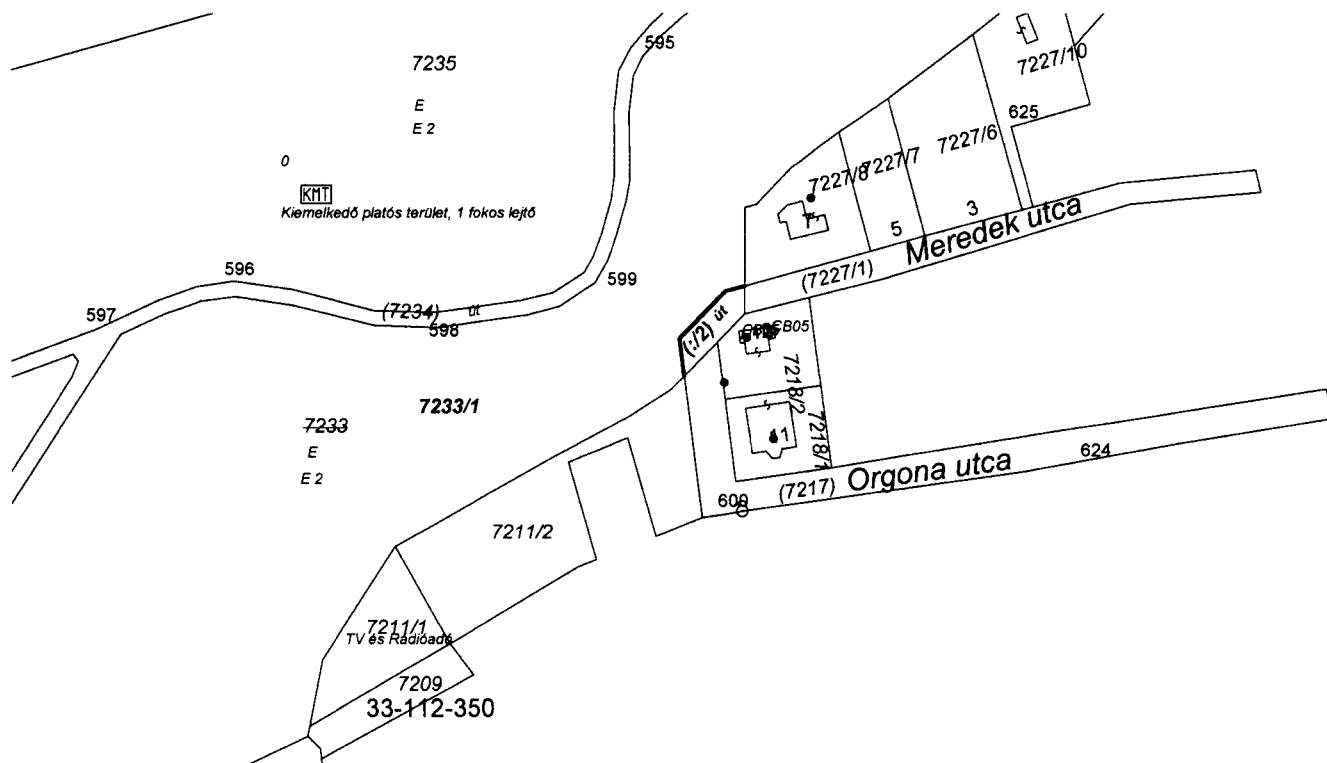 595
7235
7227/10
E
E 2
625
7227/6
7227/7
7227/8
0
KMT
Kiemelkedő platós terület, 1 fokos lejtő
3
5
Meredek utca
(7227/1)
596
599
597
(7234)
út
598
(:/2) út
CB05
7218/2
7233/1
7233
E
E 2
7218/1
11
Orgona utca
624
(7217)
600
7211/2
7211/1
TV és Rádióadó
7209
33-112-350